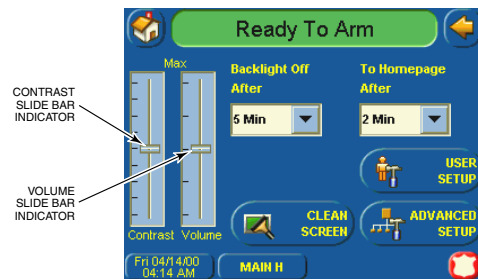 Ready To Arm
Max
Backlight Off
After
To Homepage
After
CONTRAST
SLIDE BAR
INDICATOR
5 Min
2 Min
USER
SETUP
VOLUME
SLIDE BAR
INDICATOR
CLEAN
SCREEN
ADVANCED
SETUP
Contrast Volume
Fri 04/14/00
04:14 AM
MAIN H